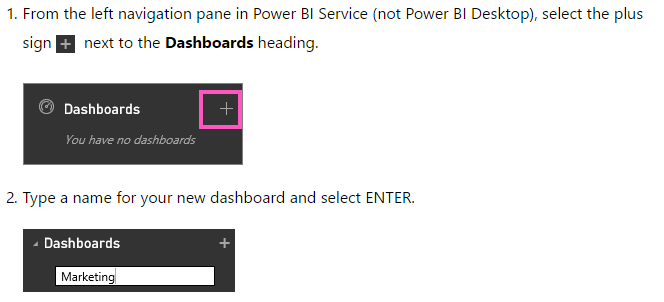 1. From the left navigation pane in Power BI Service (not Power BI Desktop), select the plus
sign + next to the Dashboards heading.
Dashboards +
You have no dashboards
2. Type a name for your new dashboard and select ENTER.
Dashboards +
Marketing